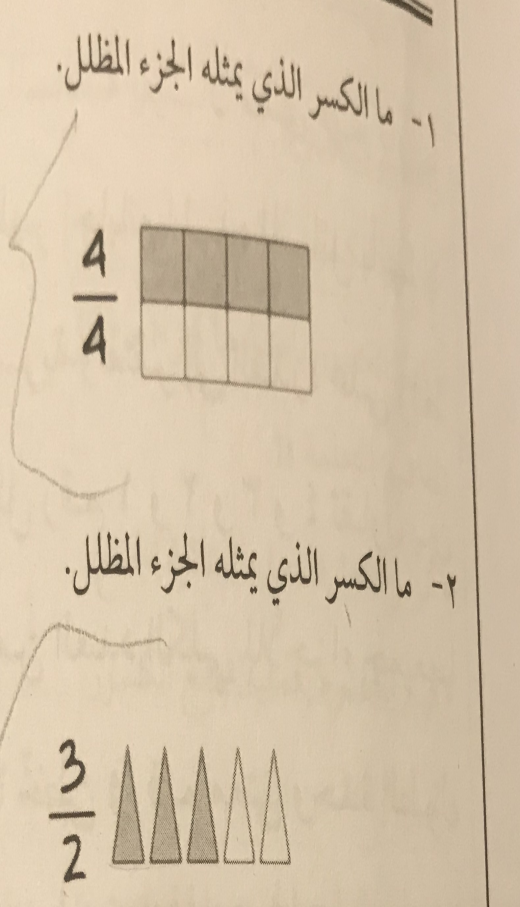 ١- ما الكسر الذي يمثله الجزء المظلل.
4
4
٢- ما الكسر الذي يمثله الجزء المظلل.
3
2